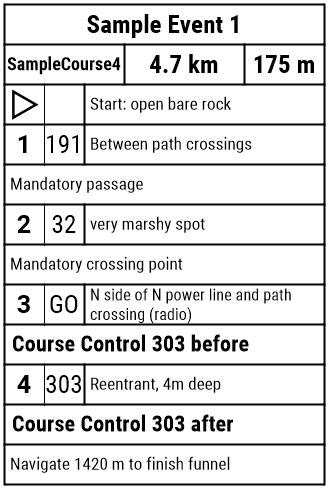 Sample Event 1
SampleCourse4 4.7 km 175 m
Start: open bare rock
1 191 Between path crossings
Mandatory passage
2 32 very marshy spot
Mandatory crossing point
3 GO N side of N power line and path
crossing (radio)
Course Control 303 before
4 303 Reentrant, 4m deep
Course Control 303 after
Navigate 1420 m to finish funnel